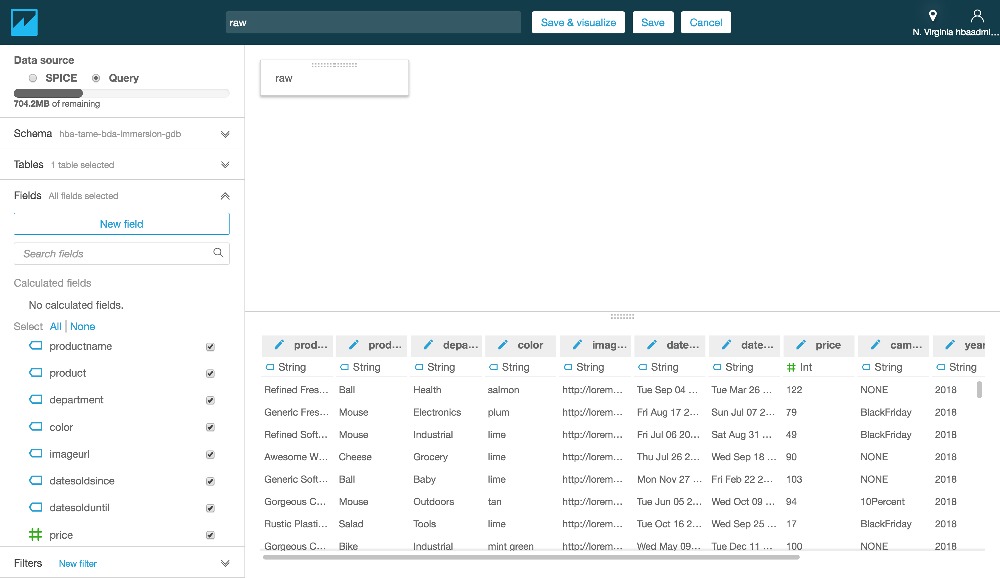 raw
Save & visualize
Save
Cancel
N. Virginia hbaadmi...
Data source
SPICE
Query
704.2MB of remaining
Schema hba-tame-bda-immersion-gdb
Tables 1 table selected
Fields All fields selected
New field
Search fields
Calculated fields
No calculated fields.
Select All None
productname
product
department
color
imageurl
datesoldsince
datesolduntil
price
Filters New filter
raw
prod... prod... depa... color imag... date... date... price cam... year
String String String String String String String Int String String
Refined Fres... Ball Health salmon http://lorem... Tue Sep 04 ... Tue Mar 26 ... 122 NONE 2018
Generic Fres... Mouse Electronics plum http://lorem... Fri Aug 17 2... Sun Jul 07 2... 79 BlackFriday 2018
Refined Soft... Mouse Industrial lime http://lorem... Fri Jul 06 20... Sat Aug 31 ... 49 BlackFriday 2018
Awesome W... Cheese Grocery lime http://lorem... Thu Jul 26 2... Wed Sep 18 ... 90 NONE 2018
Generic Soft... Ball Baby lime http://lorem... Mon Nov 27 ... Fri Feb 22 2... 103 NONE 2018
Gorgeous C... Mouse Outdoors tan http://lorem... Tue Jun 05 2... Wed Oct 09 ... 94 10Percent 2018
Rustic Plasti... Salad Tools lime http://lorem... Tue Oct 16 2... Wed Sep 25 ... 17 BlackFriday 2018
Gorgeous C... Bike Industrial mint green http://lorem... Wed May 09... Tue Dec 11 ... 100 NONE 2018